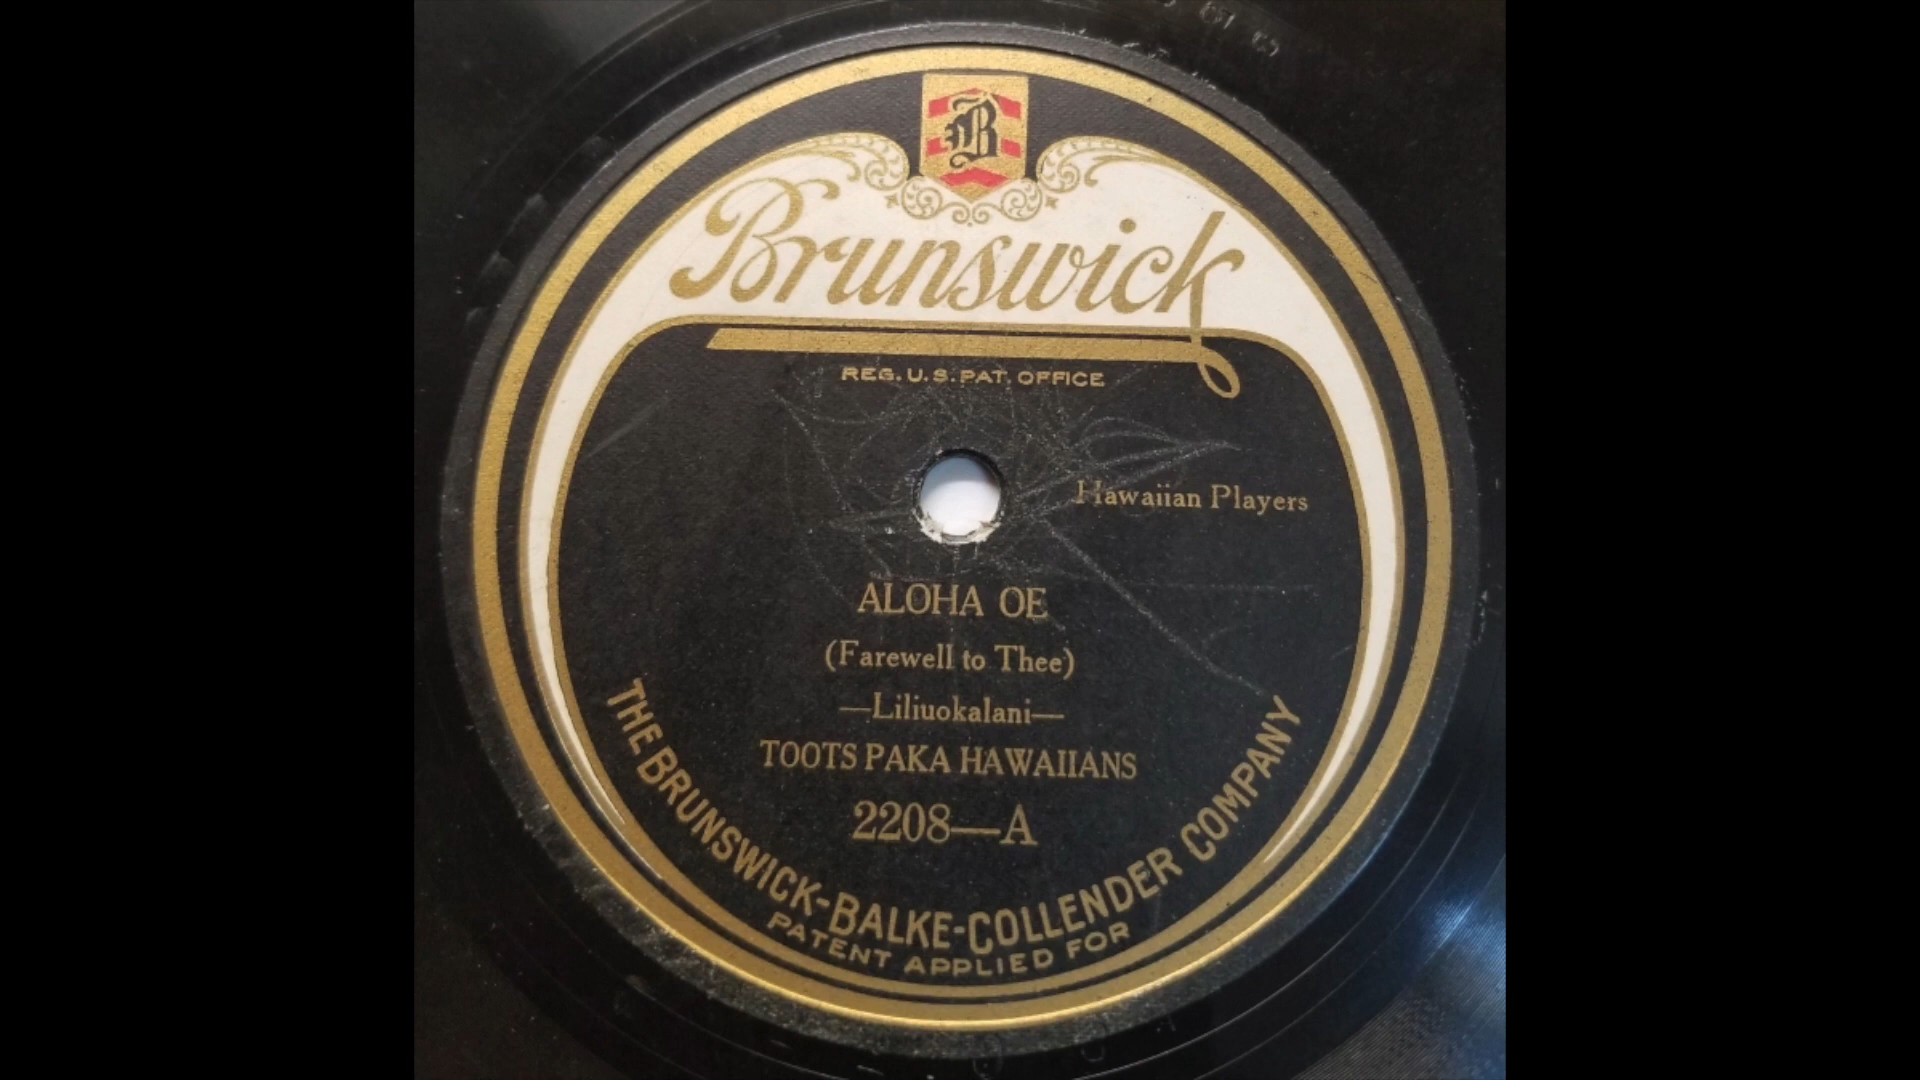 B
Brunswick
REG. U.S. PAT. OFFICE
Hawaiian Players
ALOHA OE
(Farewell to Thee)
—Liliuokalani—
TOOTS PAKA HAWAIIANS
2208—A
THE BRUNSWICK-BALKE-COLLENDER COMPANY
PATENT APPLIED FOR